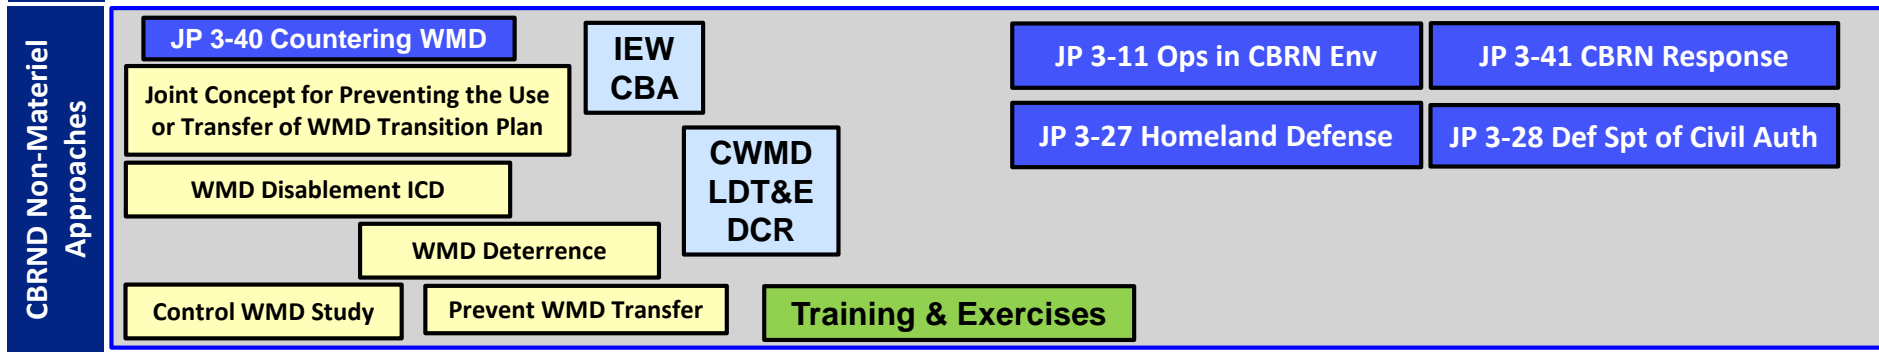 CBRND Non-Materiel
Approaches
JP 3-40 Countering WMD
Joint Concept for Preventing the Use
or Transfer of WMD Transition Plan
WMD Disablement ICD
WMD Deterrence
Control WMD Study
Prevent WMD Transfer
IEW
CBA
CWMD
LDT&E
DCR
Training & Exercises
JP 3-11 Ops in CBRN Env
JP 3-41 CBRN Response
JP 3-27 Homeland Defense
JP 3-28 Def Spt of Civil Auth